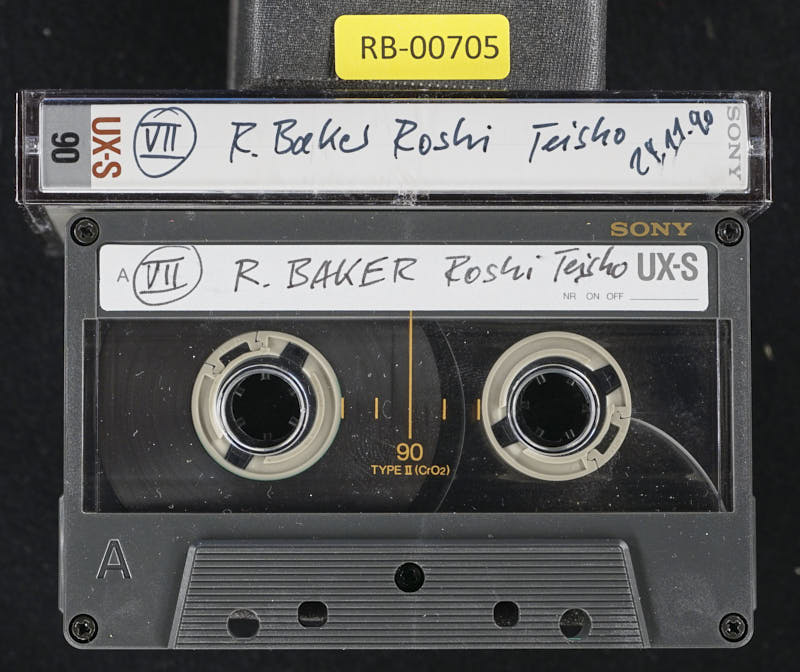 RB-00705
90 UX-S VII R. Baker Roshi Teisho 24.11.90 SONY
SONY
A VII R. BAKER Roshi Teisho UX-S
NR ON OFF
90
TYPE II (CrO2)
A